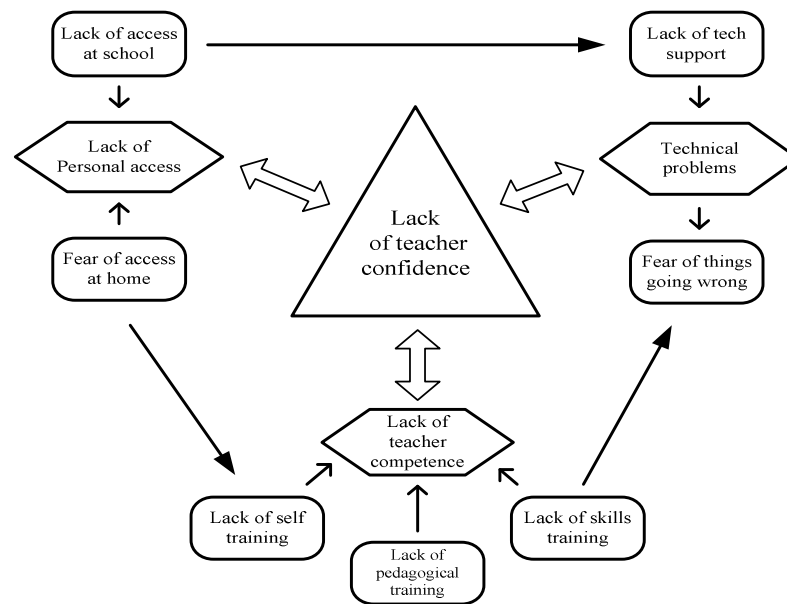 Lack of access
at school
Lack of tech
support
Lack of
Personal access
Technical
problems
Lack
of teacher
confidence
Fear of access
at home
Fear of things
going wrong
Lack of
teacher
competence
Lack of self
training
Lack of
pedagogical
training
Lack of skills
training